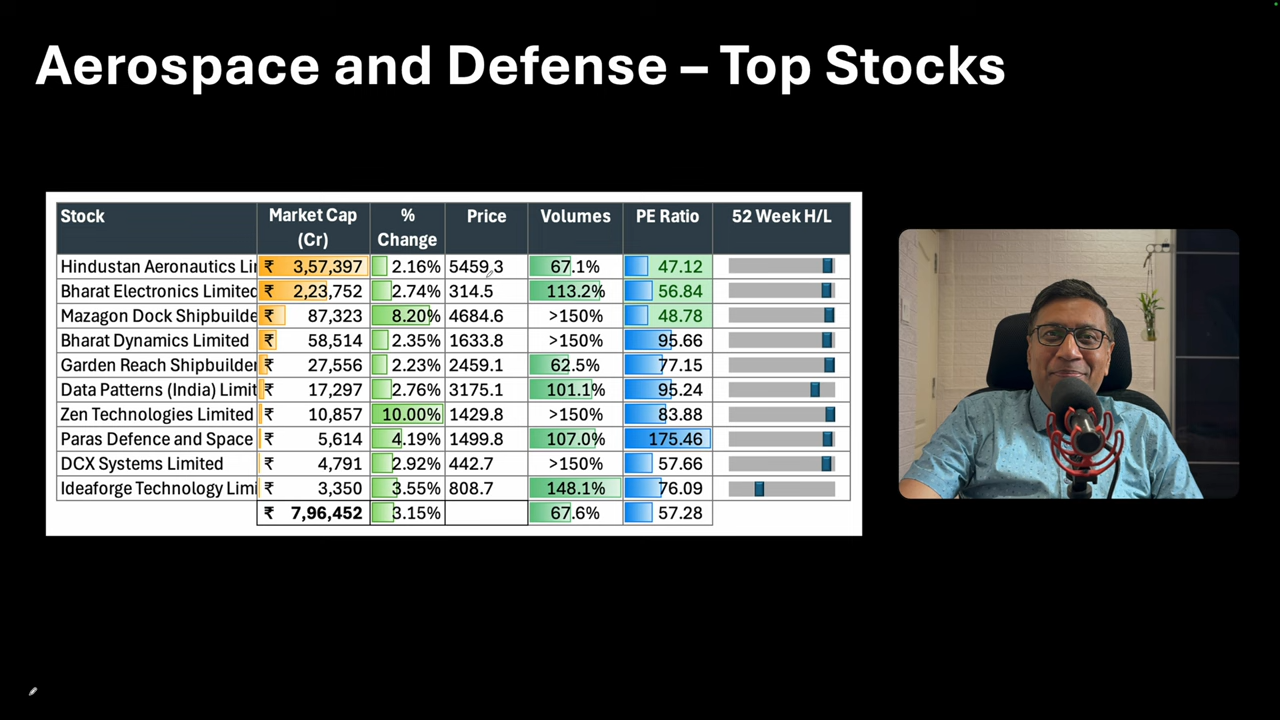 Aerospace and Defense – Top Stocks
Stock Market Cap (Cr) % Change Price Volumes PE Ratio 52 Week H/L
Hindustan Aeronautics Li ₹ 3,57,397 2.16% 5459.3 67.1% 47.12
Bharat Electronics Limited ₹ 2,23,752 2.74% 314.5 113.2% 56.84
Mazagon Dock Shipbuilde ₹ 87,323 8.20% 4684.6 >150% 48.78
Bharat Dynamics Limited ₹ 58,514 2.35% 1633.8 >150% 95.66
Garden Reach Shipbuilder ₹ 27,556 2.23% 2459.1 62.5% 77.15
Data Patterns (India) Limit ₹ 17,297 2.76% 3175.1 101.1% 95.24
Zen Technologies Limited ₹ 10,857 10.00% 1429.8 >150% 83.88
Paras Defence and Space ₹ 5,614 4.19% 1499.8 107.0% 175.46
DCX Systems Limited ₹ 4,791 2.92% 442.7 >150% 57.66
Ideaforge Technology Limi ₹ 3,350 3.55% 808.7 148.1% 76.09
₹ 7,96,452 3.15% 67.6% 57.28